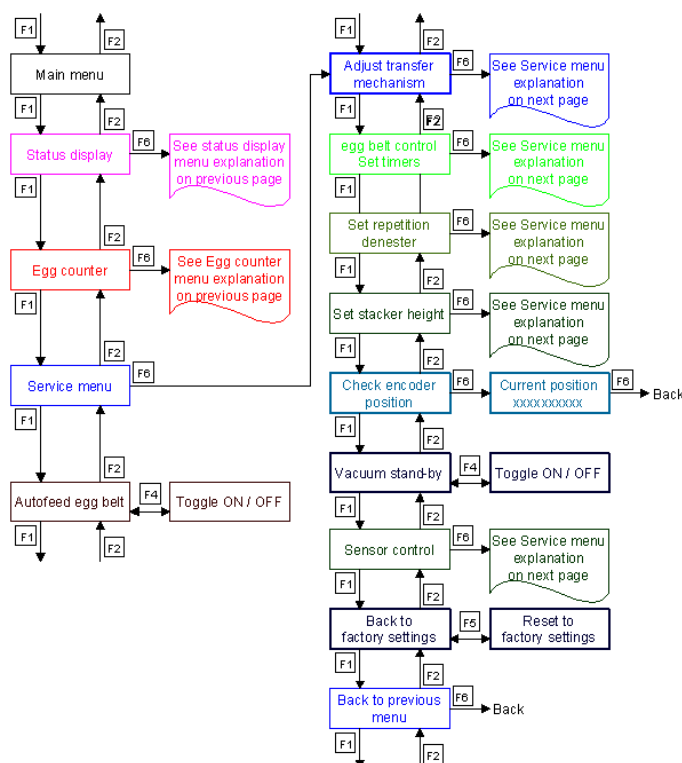 F1
F2
Main menu
F1
F2
Status display
F6
See status display
menu explanation
on previous page
F1
F2
Egg counter
F6
See Egg counter
menu explanation
on previous page
F1
F2
Service menu
F6
F1
F2
Autofeed egg belt
F4
Toggle ON / OFF
F1
F2
F1
F2
Adjust transfer
mechanism
F6
See Service menu
explanation
on next page
F1
F2
egg belt control
Set timers
F6
See Service menu
explanation
on next page
F1
Set repetition
denester
F6
See Service menu
explanation
on next page
F1
F2
Set stacker height
F6
See Service menu
explanation
on next page
F1
F2
Check encoder
position
F6
Current position
xxxxxxxxxx
F6
Back
F1
F2
Vacuum stand-by
F4
Toggle ON / OFF
F1
F2
Sensor control
F6
See Service menu
explanation
on next page
F1
F2
Back to
factory settings
F5
Reset to
factory settings
F1
F2
Back to previous
menu
F6
Back
F1
F2